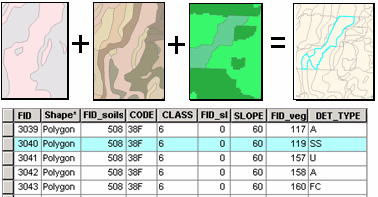 + + =
FID Shape* FID_soils CODE CLASS FID_sl SLOPE FID_veg DET_TYPE
3039 Polygon 508 38F 6 0 60 117 A
3040 Polygon 508 38F 6 0 60 119 SS
3041 Polygon 508 38F 6 0 60 157 U
3042 Polygon 508 38F 6 0 60 158 A
3043 Polygon 508 38F 6 0 60 160 FC